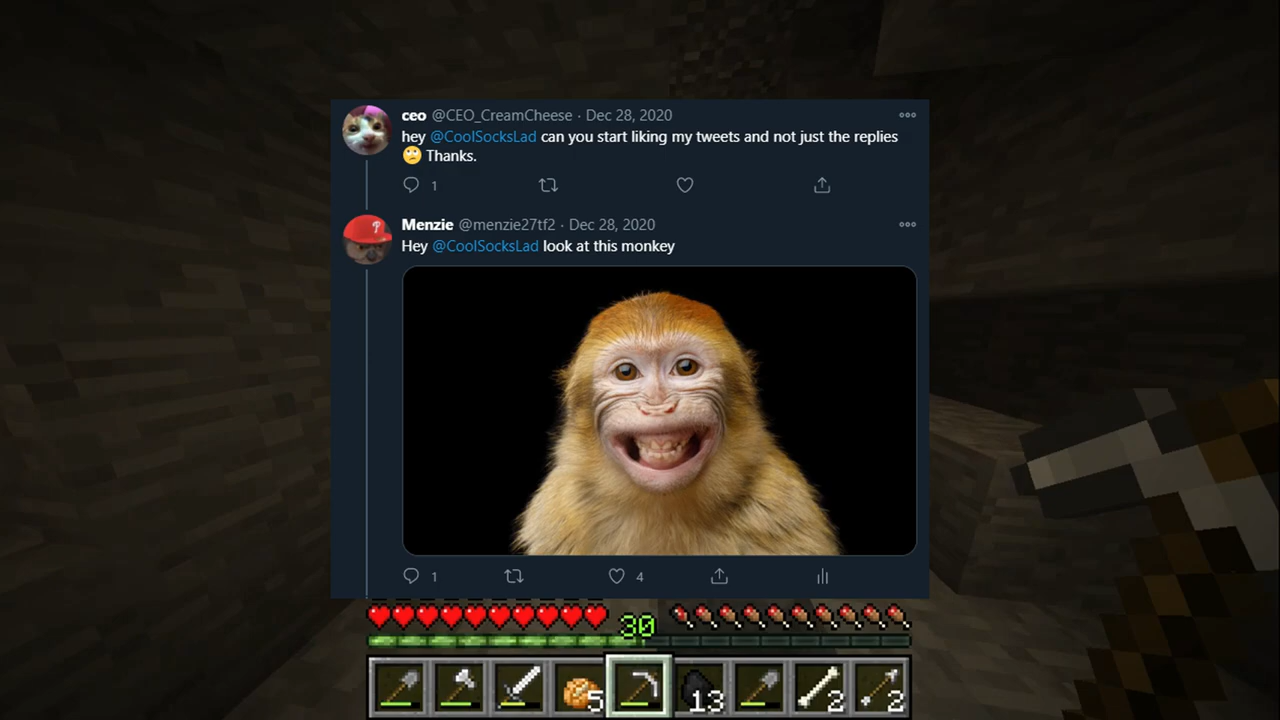 ceo @CEO_CreamCheese · Dec 28, 2020
hey @CoolSocksLad can you start liking my tweets and not just the replies
🙄 Thanks.
1
Menzie @menzie27tf2 · Dec 28, 2020
Hey @CoolSocksLad look at this monkey
P
1 4
30
5 13 2 2